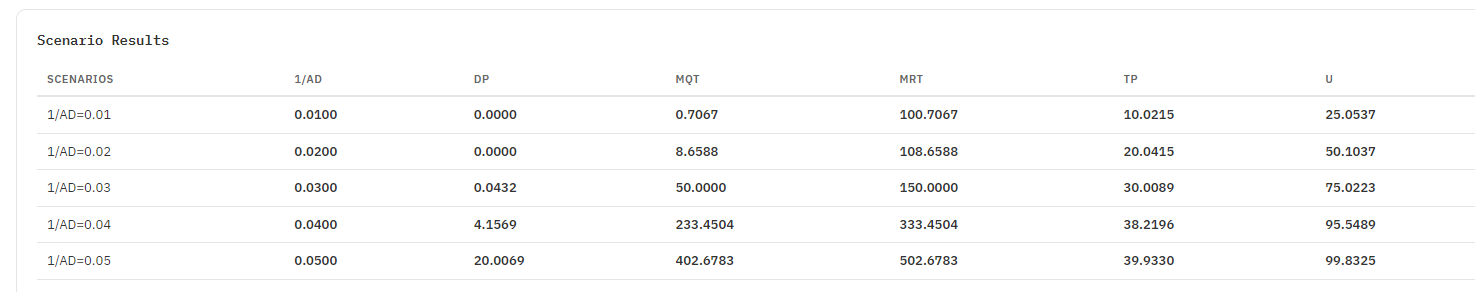 Scenario Results
SCENARIOS 1/AD DP MQT MRT TP U
1/AD=0.01 0.0100 0.0000 0.7067 100.7067 10.0215 25.0537
1/AD=0.02 0.0200 0.0000 8.6588 108.6588 20.0415 50.1037
1/AD=0.03 0.0300 0.0432 50.0000 150.0000 30.0089 75.0223
1/AD=0.04 0.0400 4.1569 233.4504 333.4504 38.2196 95.5489
1/AD=0.05 0.0500 20.0069 402.6783 502.6783 39.9330 99.8325